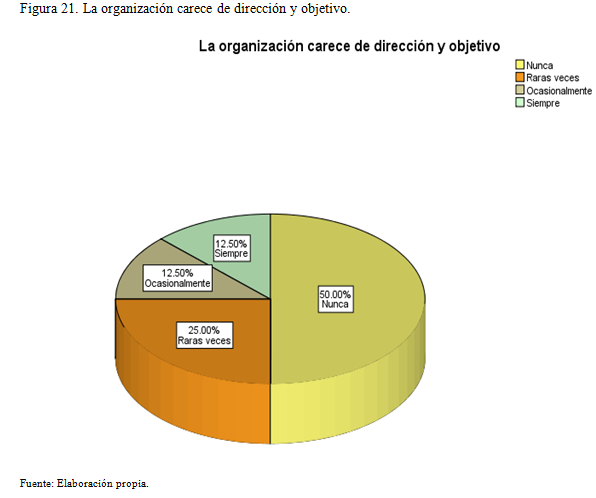 Figura 21. La organización carece de dirección y objetivo.
La organización carece de dirección y objetivo
Nunca
Raras veces
Ocasionalmente
Siempre
12.50%
Siempre
12.50%
Ocasionalmente
50.00%
Nunca
25.00%
Raras veces
Fuente: Elaboración propia.